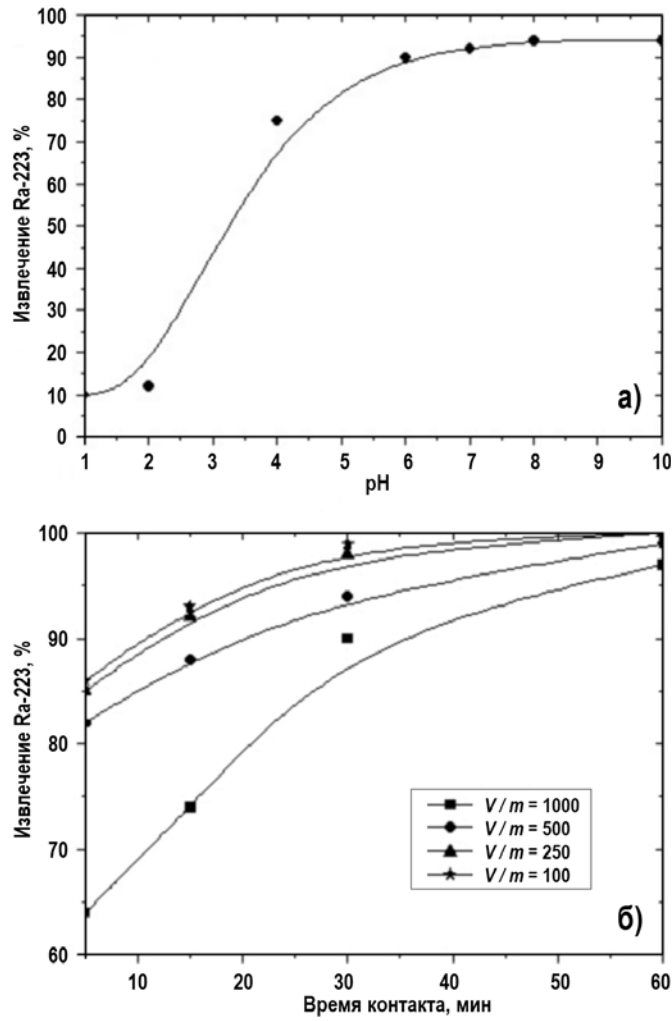 100
90
80
70
60
50
40
30
20
10
0
Извлечение Ra-223, %
а)
1 2 3 4 5 6 7 8 9 10
pH
100
90
80
70
60
Извлечение Ra-223, %
V / m = 1000
V / m = 500
V / m = 250
V / m = 100
б)
10 20 30 40 50 60
Время контакта, мин